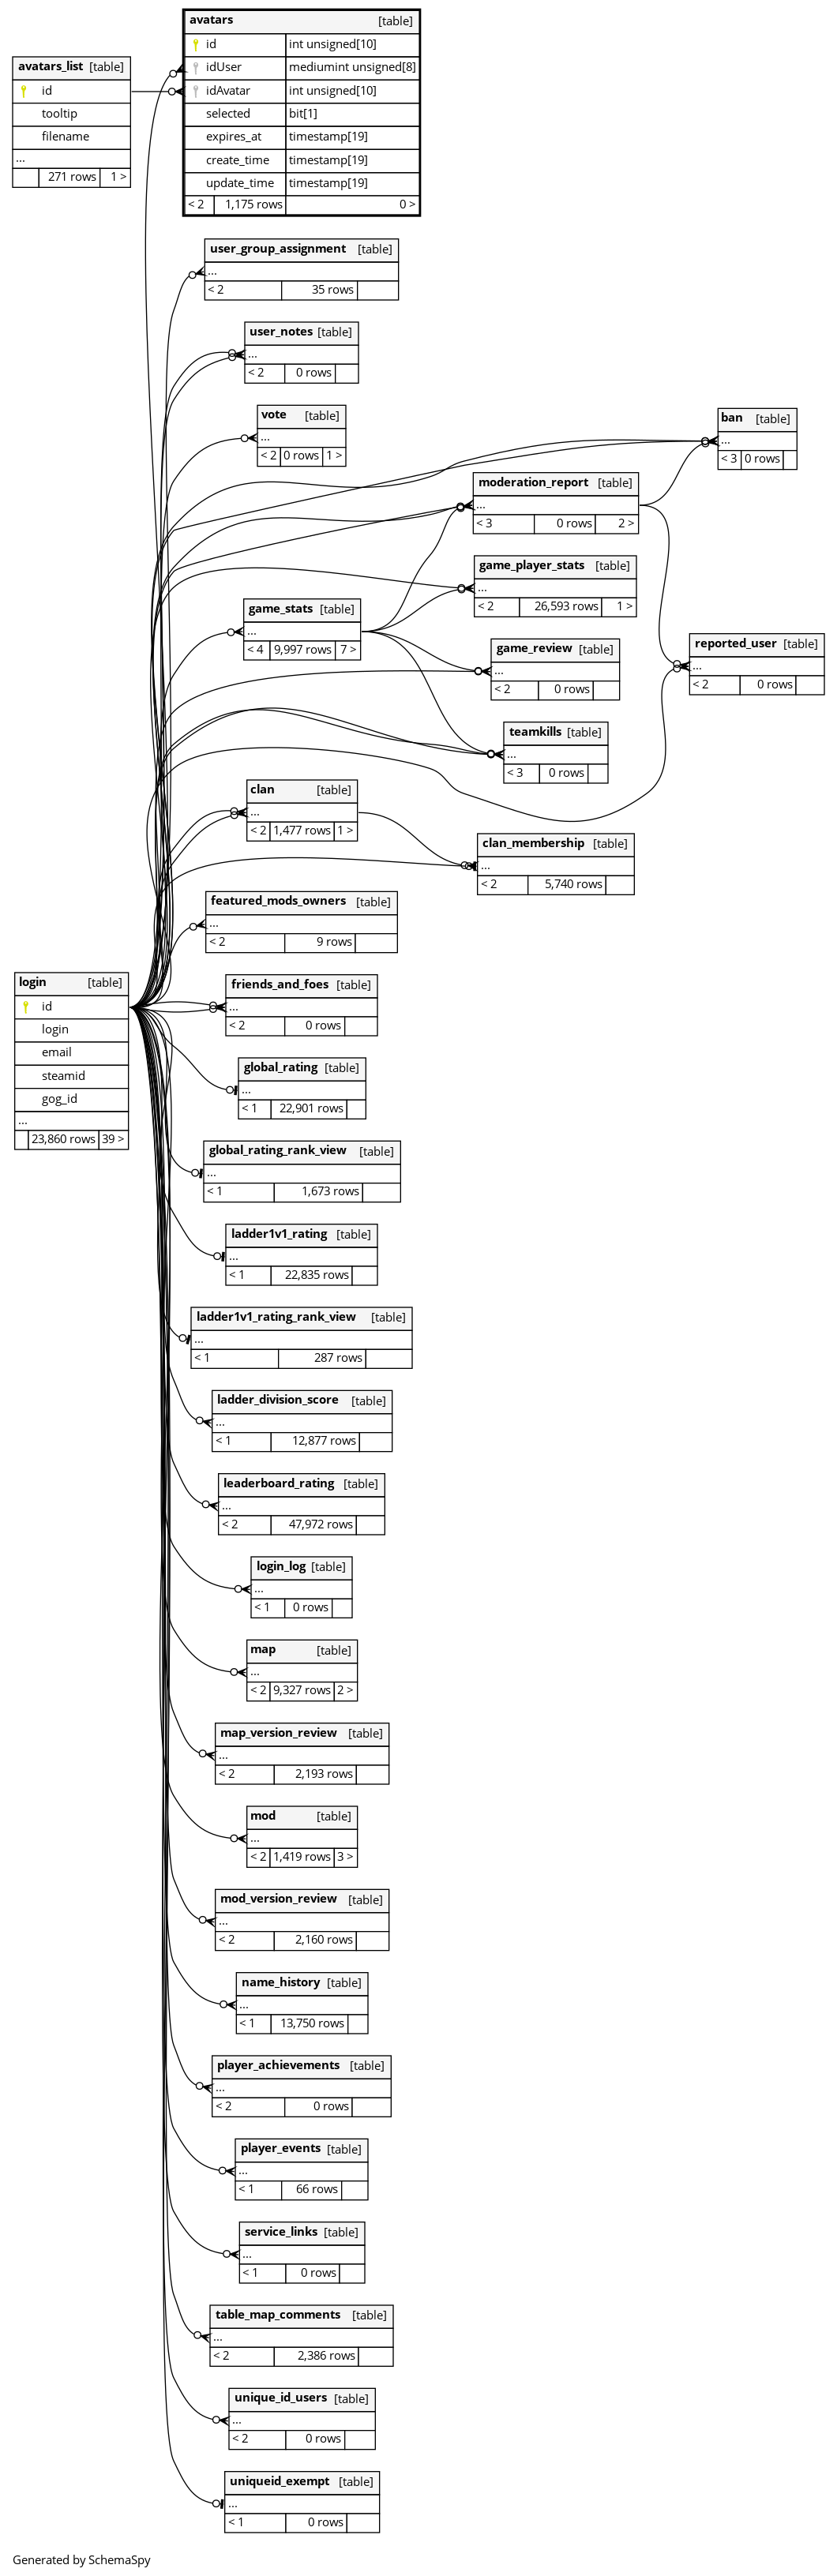 avatars [table]
id int unsigned[10]
idUser mediumint unsigned[8]
idAvatar int unsigned[10]
selected bit[1]
expires_at timestamp[19]
create_time timestamp[19]
update_time timestamp[19]
< 2 1,175 rows 0 >
avatars_list [table]
id
tooltip
filename
...
271 rows 1 >
user_group_assignment [table]
...
< 2 35 rows
user_notes [table]
...
< 2 0 rows
vote [table]
...
< 2 0 rows 1 >
ban [table]
...
< 3 0 rows
moderation_report [table]
...
< 3 0 rows 2 >
game_player_stats [table]
...
< 2 26,593 rows 1 >
game_stats [table]
...
< 4 9,997 rows 7 >
game_review [table]
...
< 2 0 rows
reported_user [table]
...
< 2 0 rows
teamkills [table]
...
< 3 0 rows
clan [table]
...
< 2 1,477 rows 1 >
clan_membership [table]
...
< 2 5,740 rows
featured_mods_owners [table]
...
< 2 9 rows
login [table]
id
login
email
steamid
gog_id
...
23,860 rows 39 >
friends_and_foes [table]
...
< 2 0 rows
global_rating [table]
...
< 1 22,901 rows
global_rating_rank_view [table]
...
< 1 1,673 rows
ladder1v1_rating [table]
...
< 1 22,835 rows
ladder1v1_rating_rank_view [table]
...
< 1 287 rows
ladder_division_score [table]
...
< 1 12,877 rows
leaderboard_rating [table]
...
< 2 47,972 rows
login_log [table]
...
< 1 0 rows
map [table]
...
< 2 9,327 rows 2 >
map_version_review [table]
...
< 2 2,193 rows
mod [table]
...
< 2 1,419 rows 3 >
mod_version_review [table]
...
< 2 2,160 rows
name_history [table]
...
< 1 13,750 rows
player_achievements [table]
...
< 2 0 rows
player_events [table]
...
< 1 66 rows
service_links [table]
...
< 1 0 rows
table_map_comments [table]
...
< 2 2,386 rows
unique_id_users [table]
...
< 2 0 rows
uniqueid_exempt [table]
...
< 1 0 rows
Generated by SchemaSpy